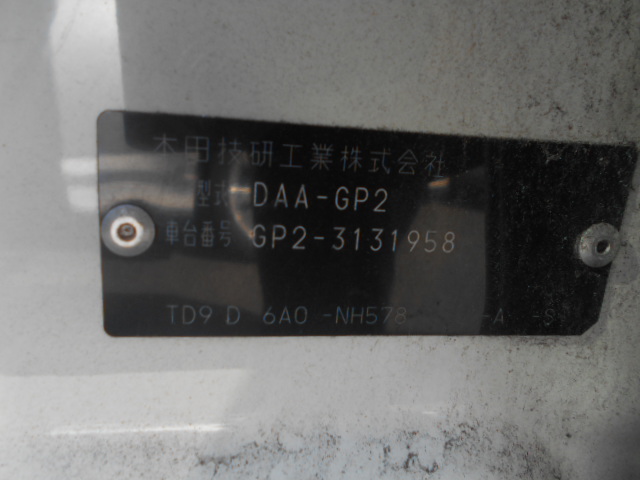 本田技研工業株式会社
型式 DAA-GP2
車台番号 GP2-3131958
TD9 D 6A0 -NH578 -A -S